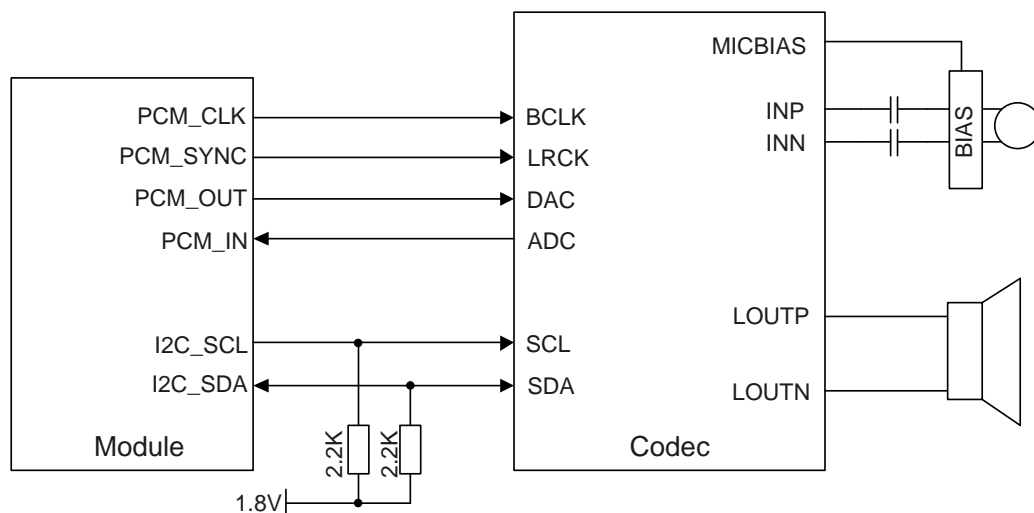 MICBIAS
PCM_CLK
BCLK
INP
PCM_SYNC
LRCK
INN
BIAS
PCM_OUT
DAC
PCM_IN
ADC
LOUTP
I2C_SCL
SCL
I2C_SDA
SDA
LOUTN
Module
2.2K
2.2K
Codec
1.8V